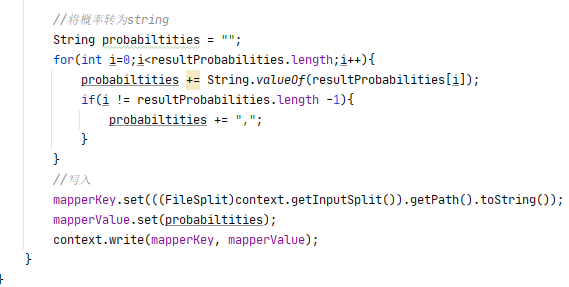 //将概率转为string
String probabiltities = "";
for(int i=0;i<resultProbabilities.length;i++){
probabiltities += String.valueOf(resultProbabilities[i]);
if(i != resultProbabilities.length -1){
probabiltities += ",";
}
}
//写入
mapperKey.set(((FileSplit)context.getInputSplit()).getPath().toString());
mapperValue.set(probabiltities);
context.write(mapperKey, mapperValue);
}
}